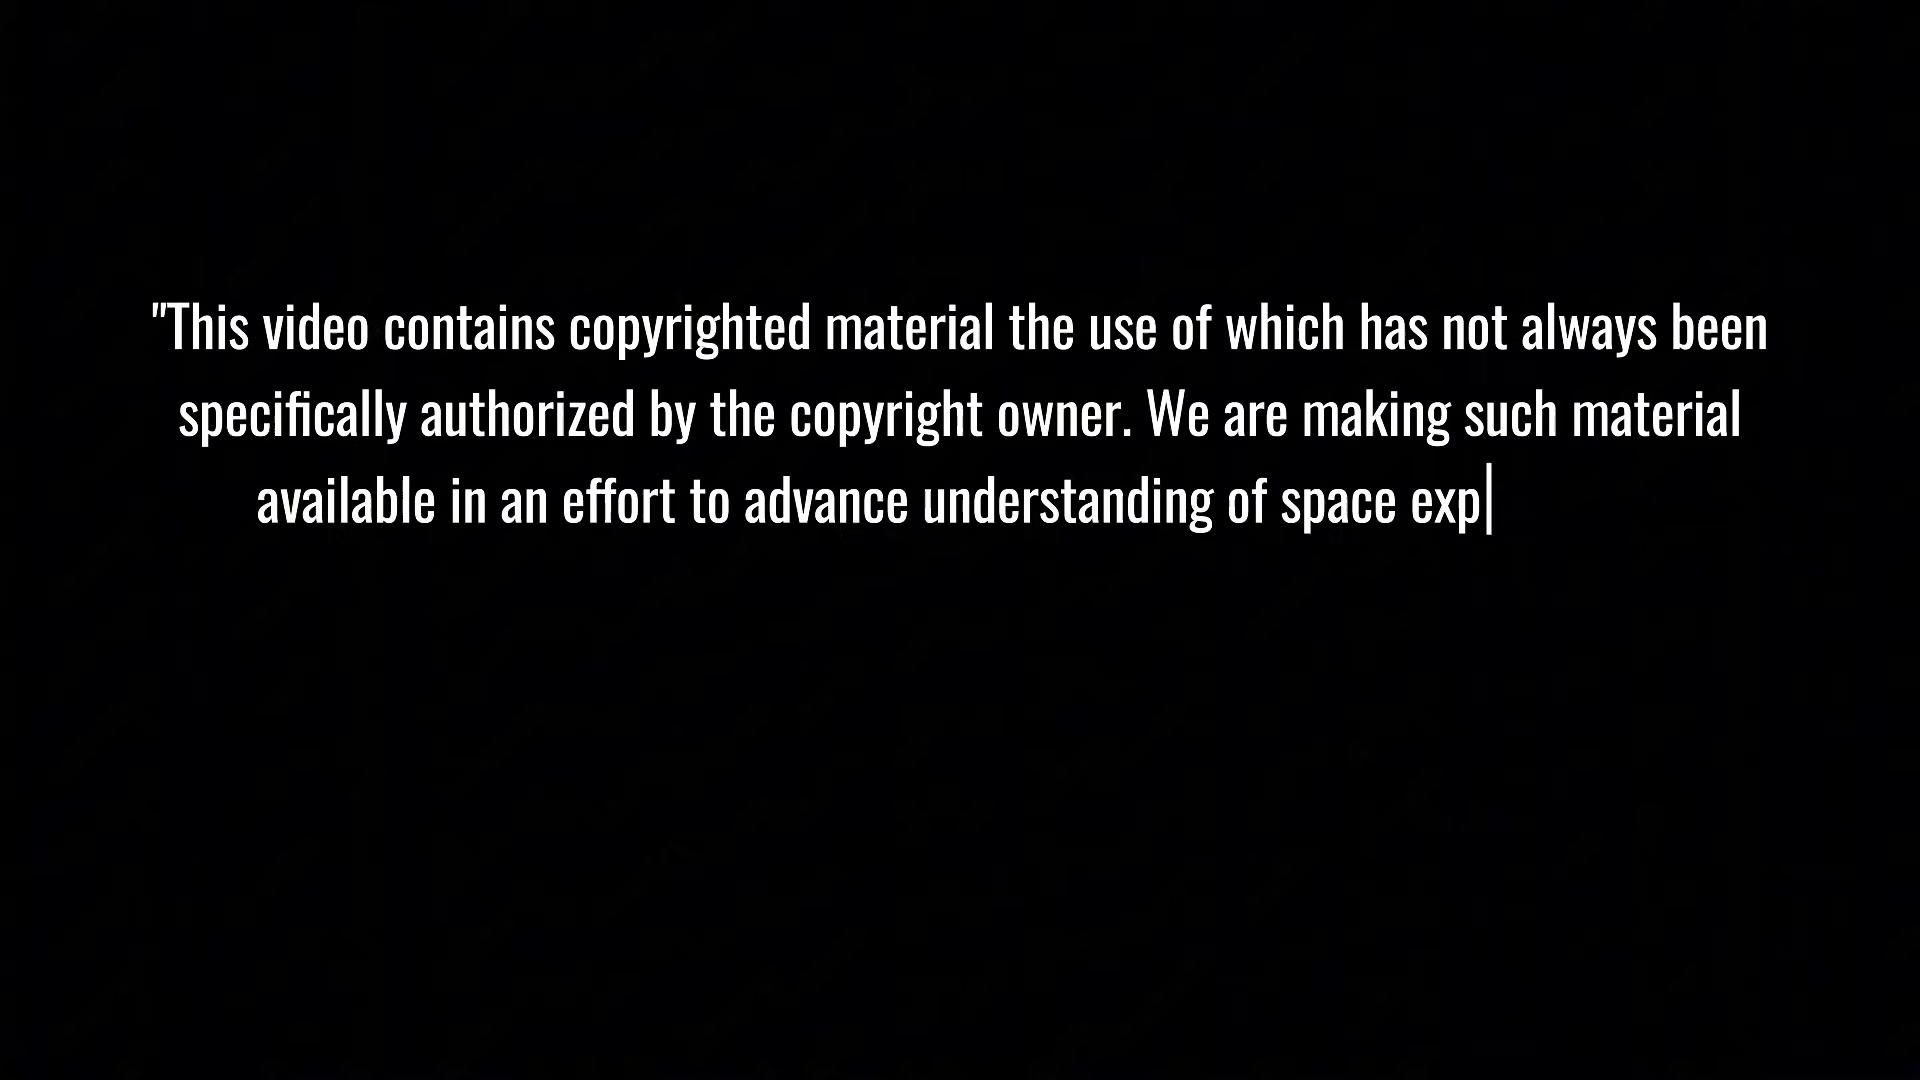 "This video contains copyrighted material the use of which has not always been
specifically authorized by the copyright owner. We are making such material
available in an effort to advance understanding of space exp